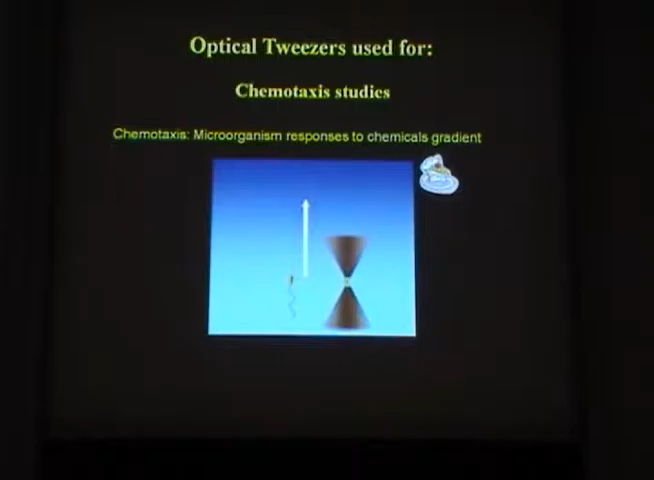 Optical Tweezers used for:
Chemotaxis studies
Chemotaxis: Microorganism responses to chemicals gradient